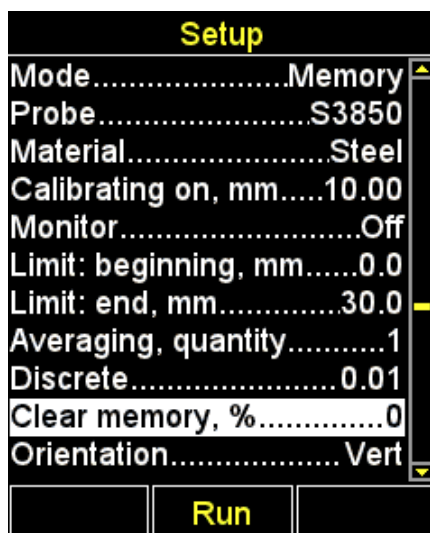 Setup
Mode......................Memory
Probe.......................S3850
Material......................Steel
Calibrating on, mm.....10.00
Monitor..........................Off
Limit: beginning, mm......0.0
Limit: end, mm.............30.0
Averaging, quantity...........1
Discrete......................0.01
Clear memory, %..............0
Orientation................... Vert
Run